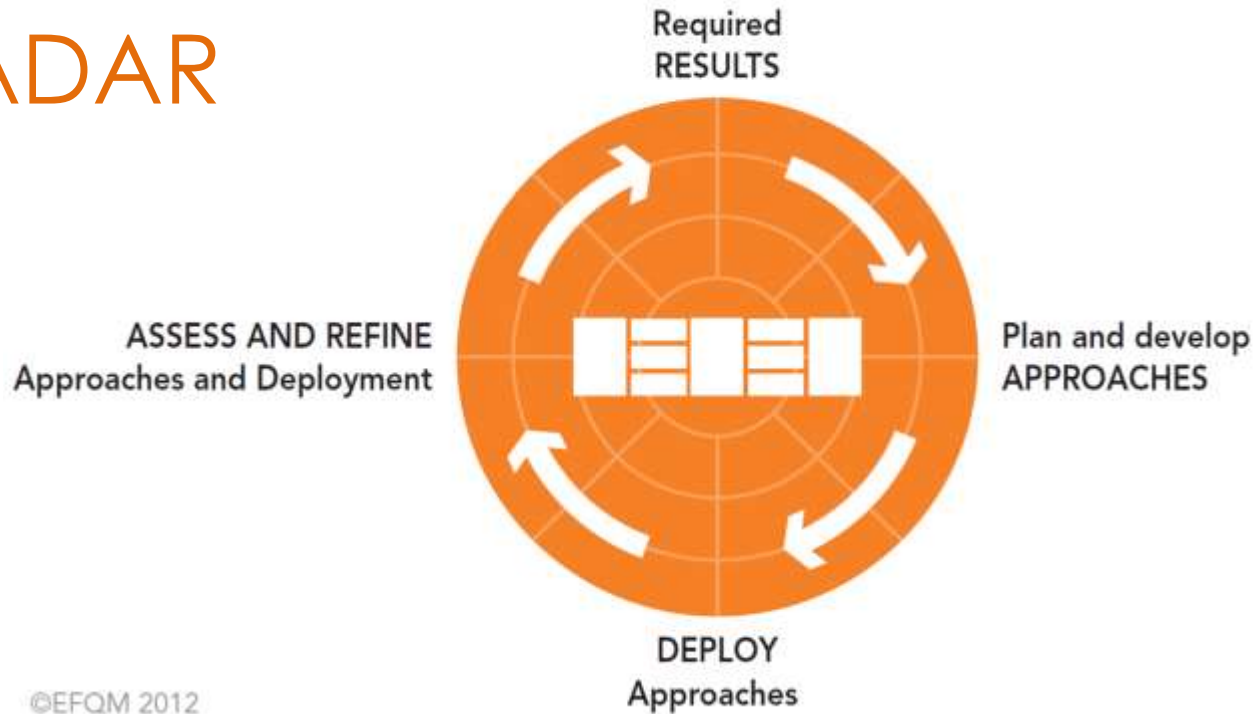 ADAR
Required
RESULTS
ASSESS AND REFINE
Approaches and Deployment
Plan and develop
APPROACHES
DEPLOY
Approaches
©EFQM 2012